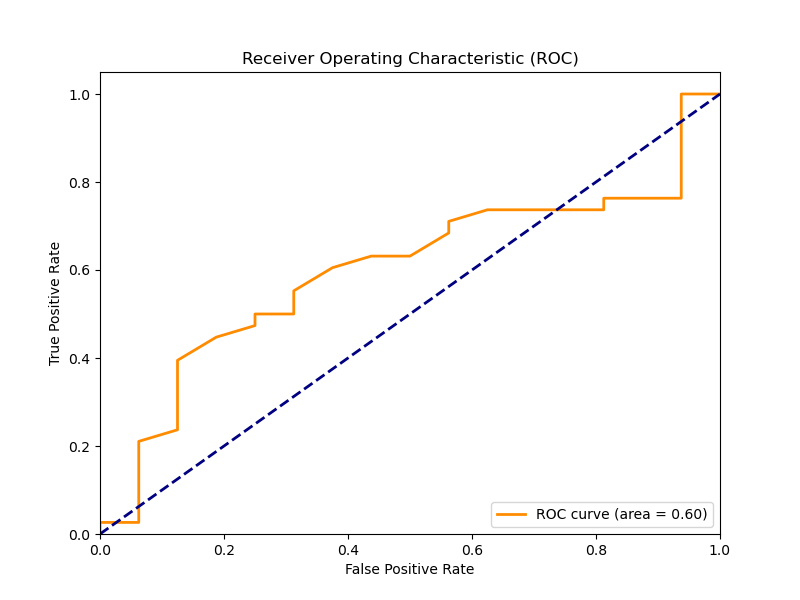 Receiver Operating Characteristic (ROC)
1.0
0.8
0.6
0.4
0.2
0.0
True Positive Rate
ROC curve (area = 0.60)
0.0 0.2 0.4 0.6 0.8 1.0
False Positive Rate